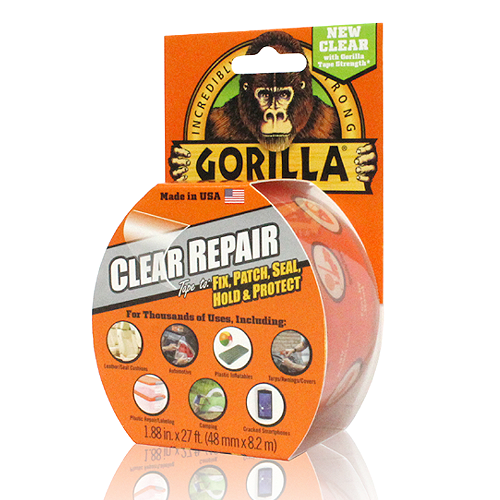 INCREDIBLY STRONG
NEW
CLEAR
with Gorilla
Tape Strength*
GORILLA
Made in USA
CLEAR REPAIR
Tape to: FIX, PATCH, SEAL,
HOLD & PROTECT
For Thousands of Uses, Including:
Leather/Seat Cushions
Automotive
Plastic Inflatables
Tarps/Awnings/Covers
Plastic Repair/Labeling
Camping
Cracked Smartphones
1.88 in. x 27 ft. (48 mm x 8.2 m)